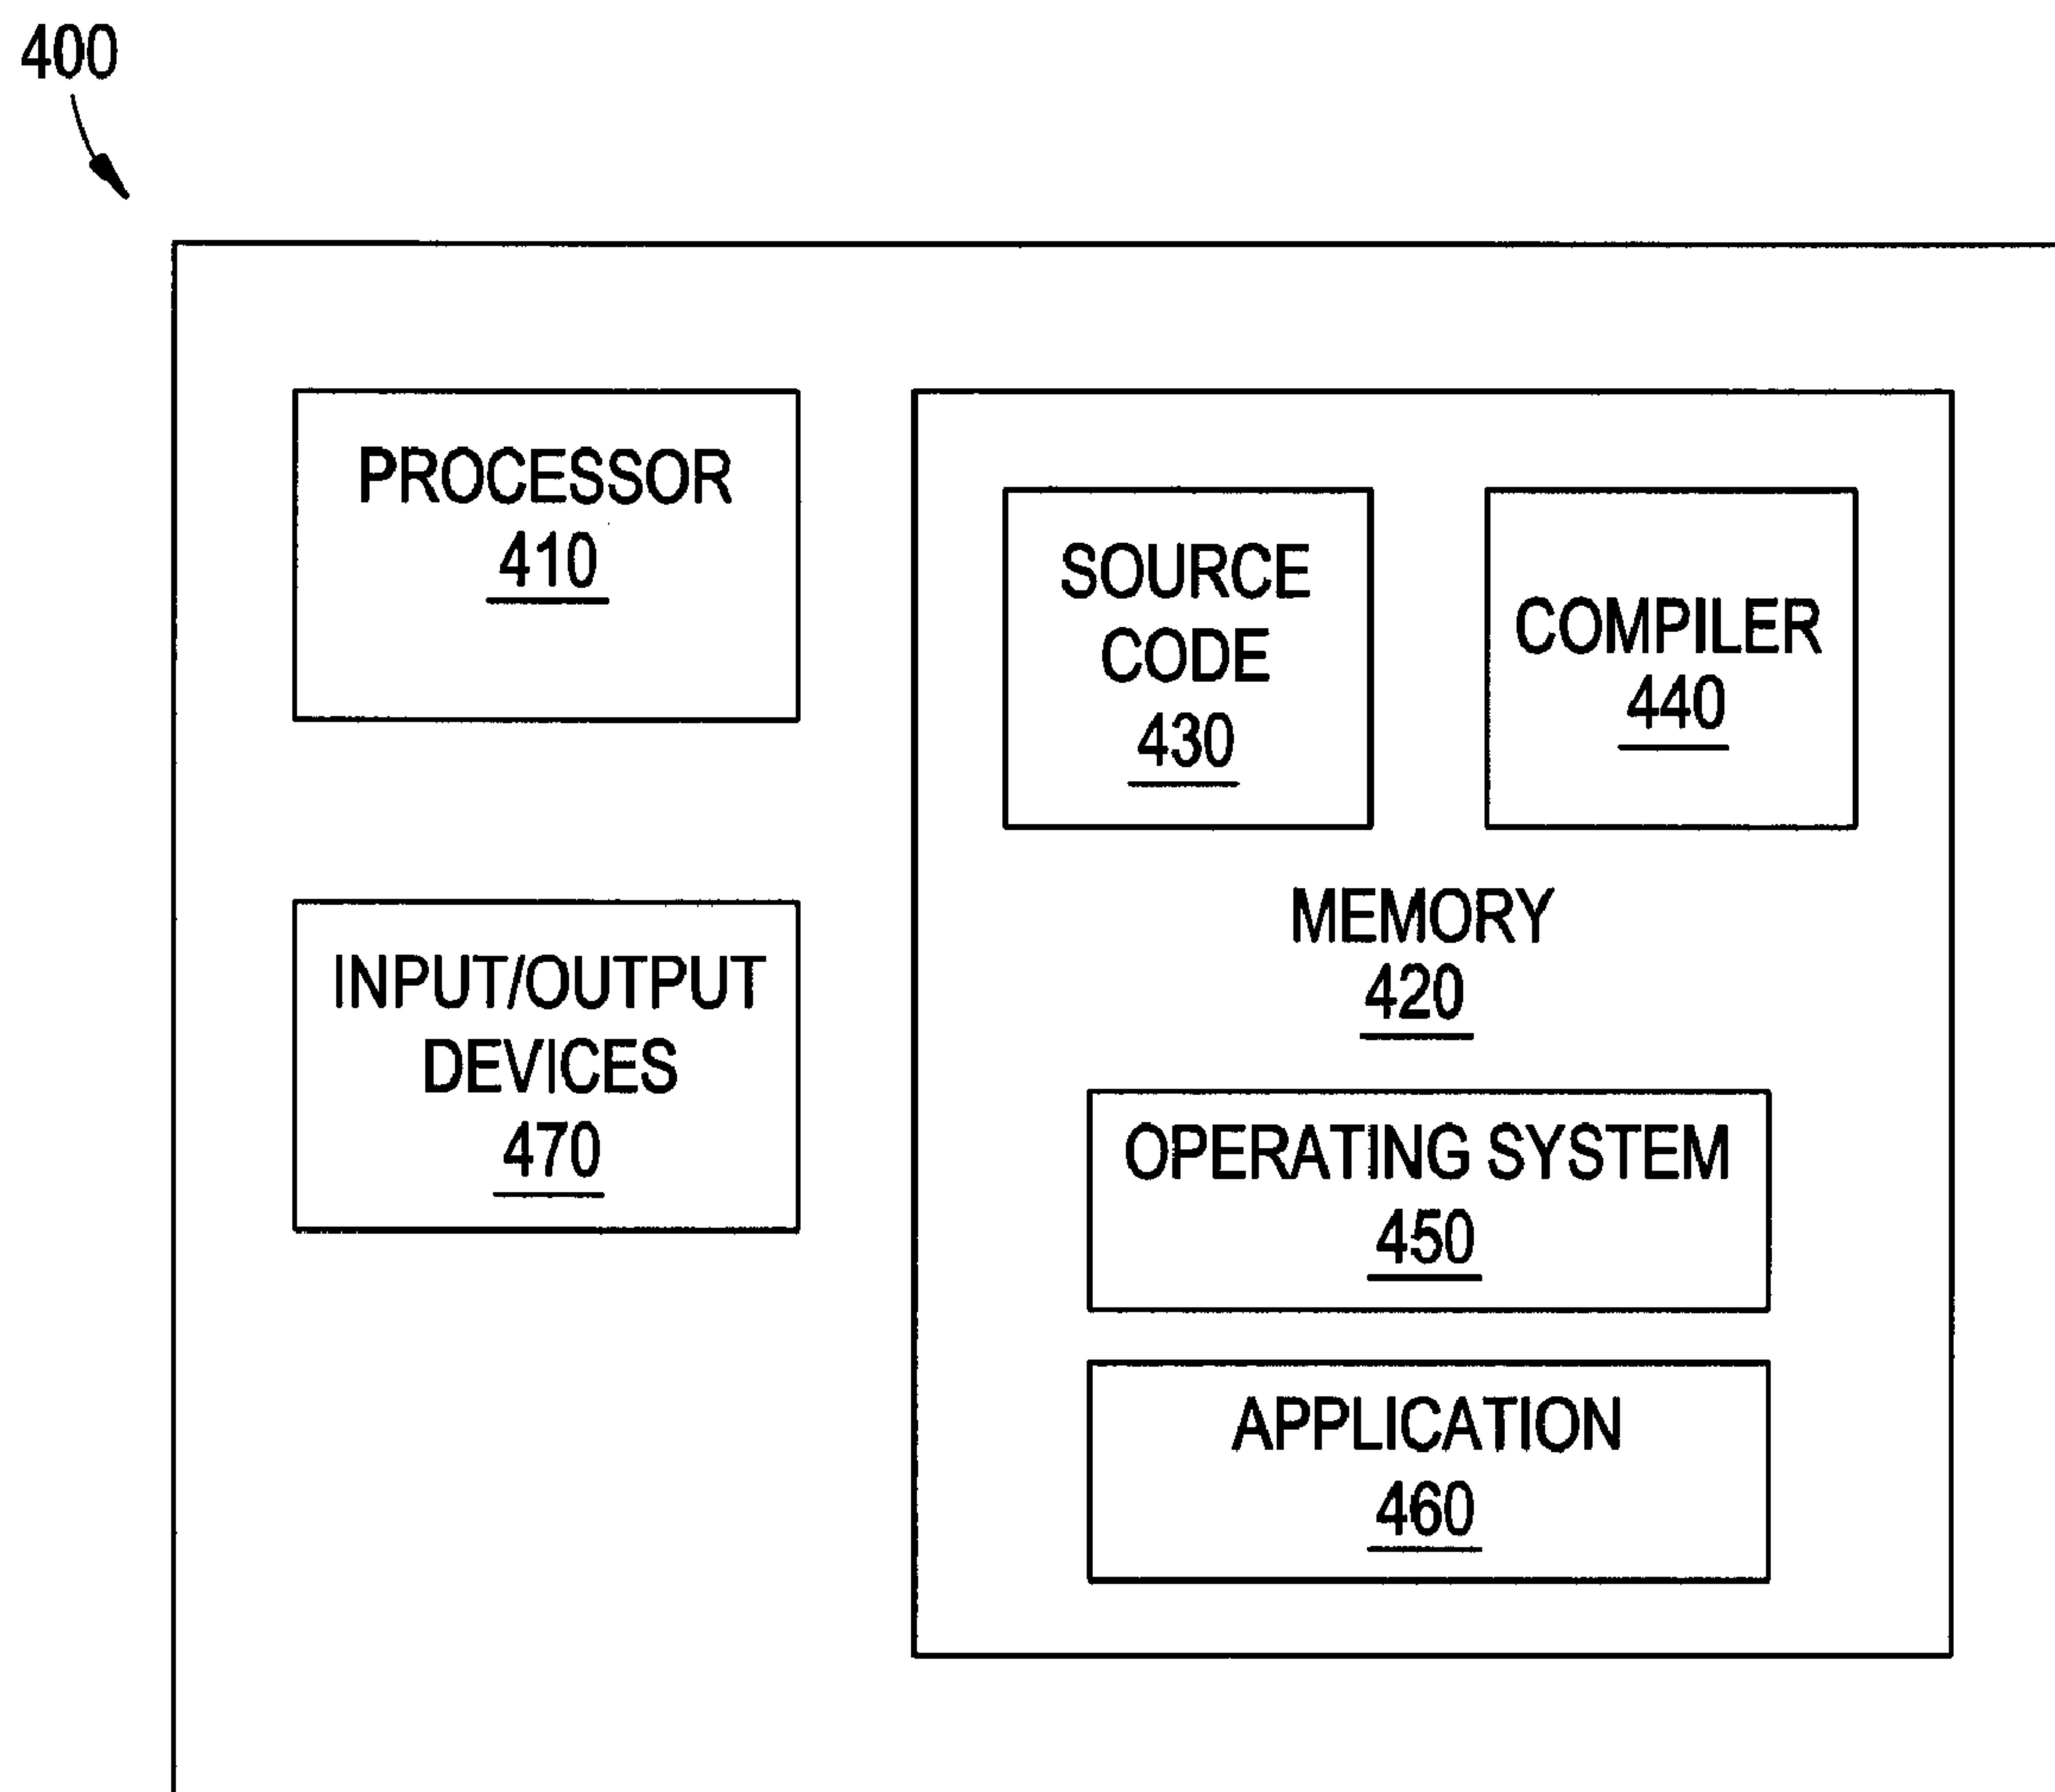 400
PROCESSOR
410
INPUT/OUTPUT
DEVICES
470
SOURCE
CODE
430
COMPILER
440
MEMORY
420
OPERATING SYSTEM
450
APPLICATION
460